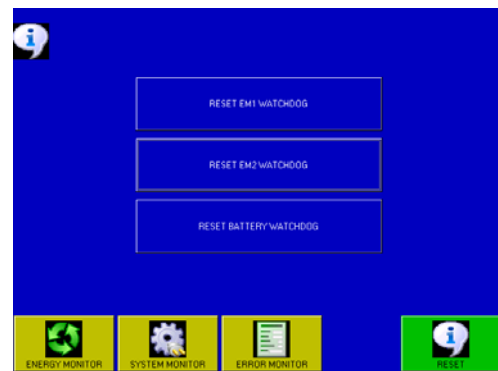 RESET EM1 WATCHDOG
RESET EM2 WATCHDOG
RESET BATTERY WATCHDOG
ENERGY MONITOR
SYSTEM MONITOR
ERROR MONITOR
RESET